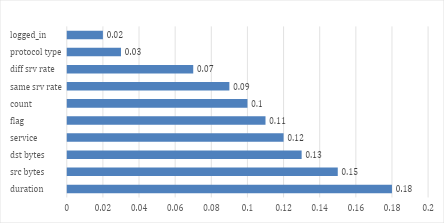 logged_in 0.02
protocol type 0.03
diff srv rate 0.07
same srv rate 0.09
count 0.1
flag 0.11
service 0.12
dst bytes 0.13
src bytes 0.15
duration 0.18
0 0.02 0.04 0.06 0.08 0.1 0.12 0.14 0.16 0.18 0.2